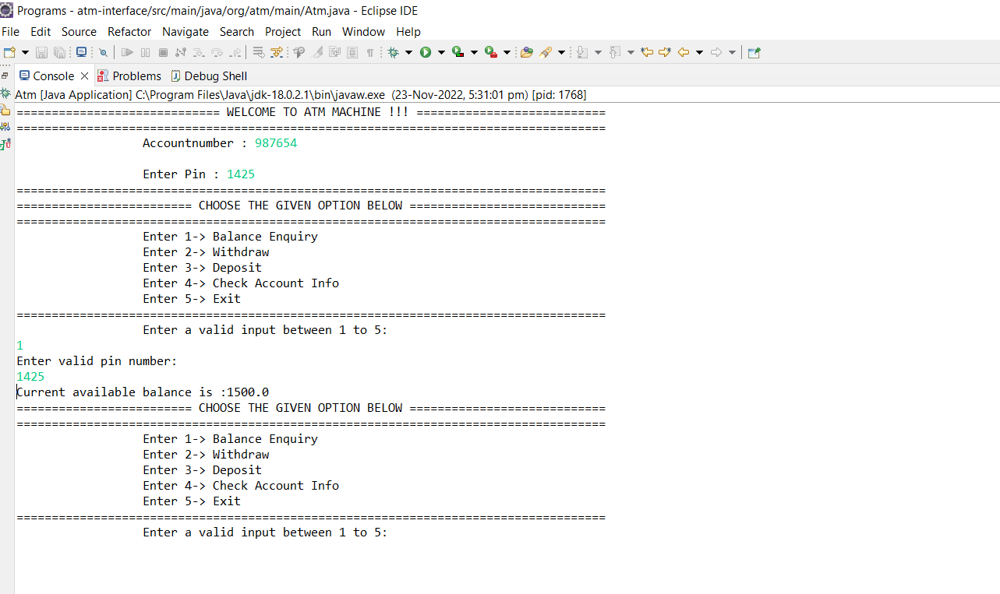 Programs - atm-interface/src/main/java/org/atm/main/Atm.java - Eclipse IDE
File Edit Source Refactor Navigate Search Project Run Window Help
Console Problems Debug Shell
Atm [Java Application] C:\Program Files\Java\jdk-18.0.2.1\bin\javaw.exe (23-Nov-2022, 5:31:01 pm) [pid: 1768]
============================= WELCOME TO ATM MACHINE !!! ===========================
====================================================================================
Accountnumber : 987654
Enter Pin : 1425
====================================================================================
========================= CHOOSE THE GIVEN OPTION BELOW ============================
====================================================================================
Enter 1-> Balance Enquiry
Enter 2-> Withdraw
Enter 3-> Deposit
Enter 4-> Check Account Info
Enter 5-> Exit
====================================================================================
Enter a valid input between 1 to 5:
1
Enter valid pin number:
1425
Current available balance is :1500.0
========================= CHOOSE THE GIVEN OPTION BELOW ============================
====================================================================================
Enter 1-> Balance Enquiry
Enter 2-> Withdraw
Enter 3-> Deposit
Enter 4-> Check Account Info
Enter 5-> Exit
====================================================================================
Enter a valid input between 1 to 5: